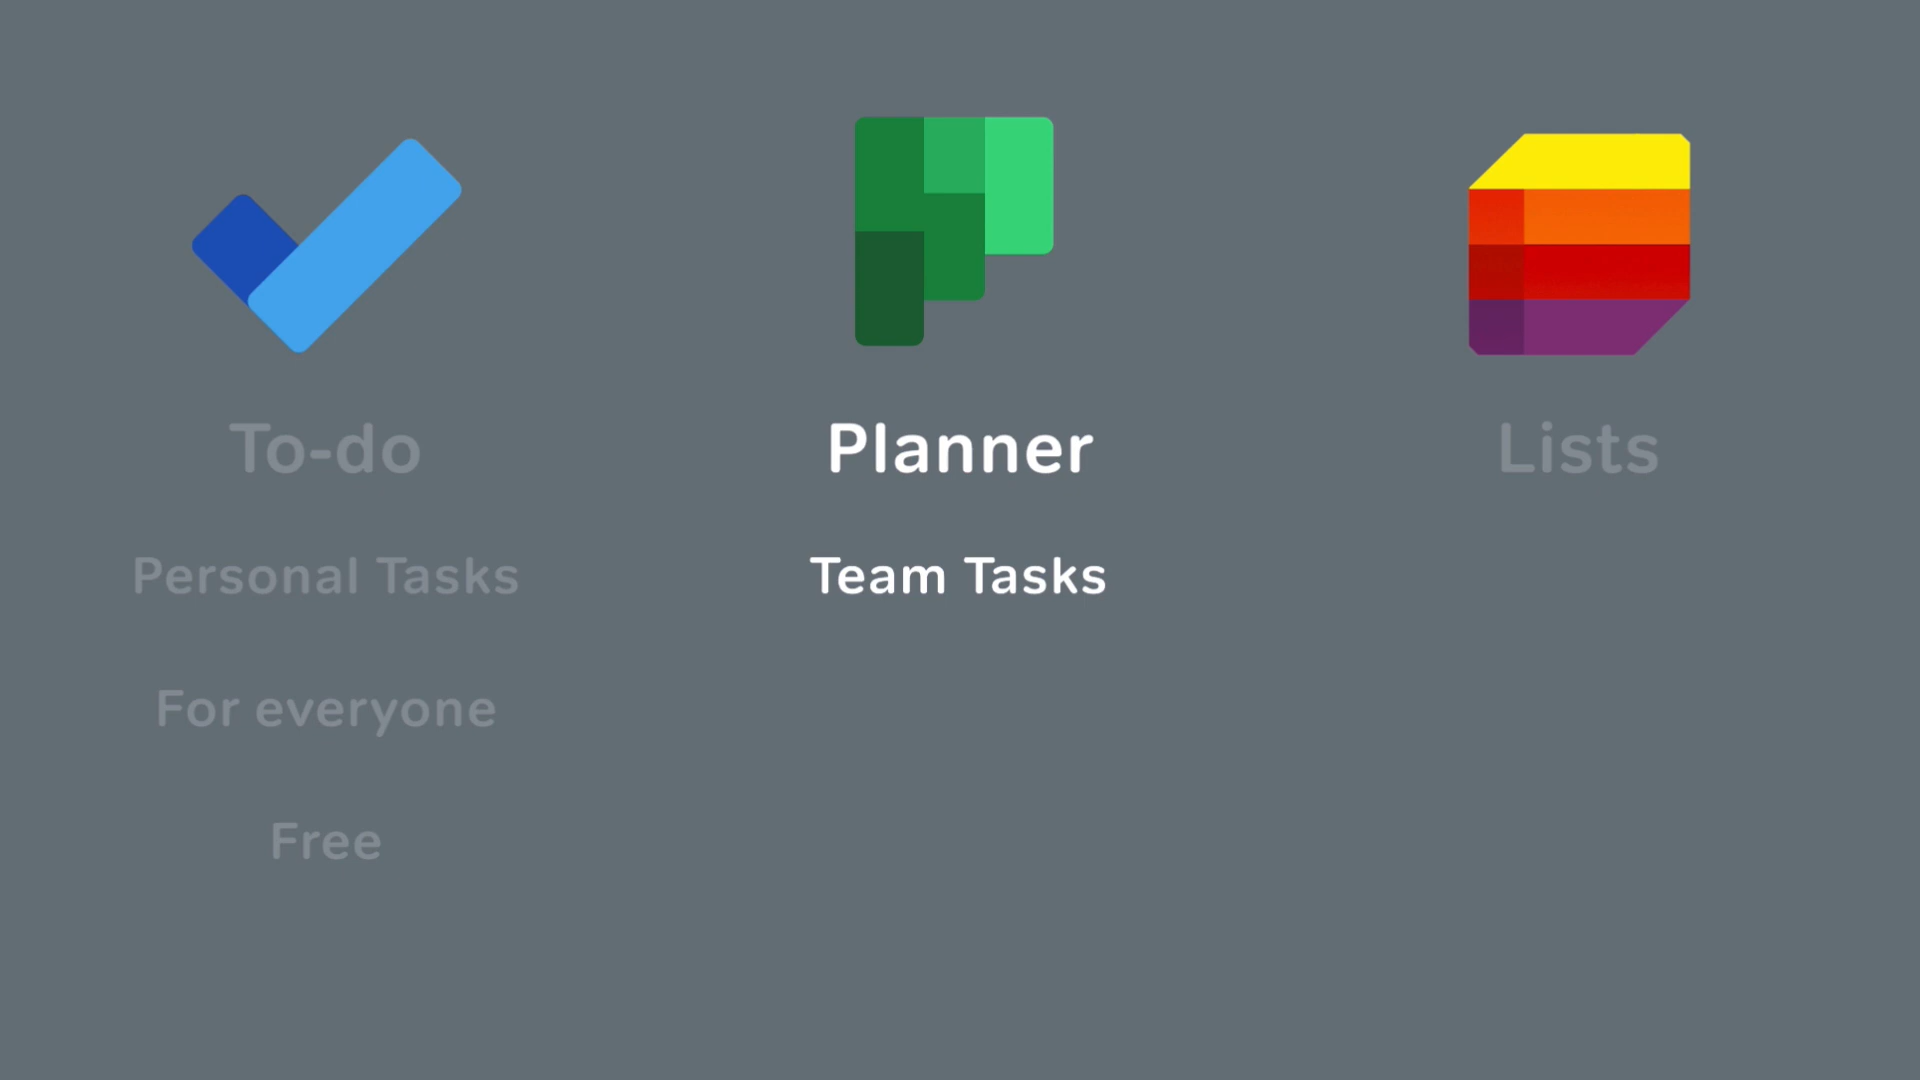 To-do
Personal Tasks
For everyone
Free
Planner
Team Tasks
Lists